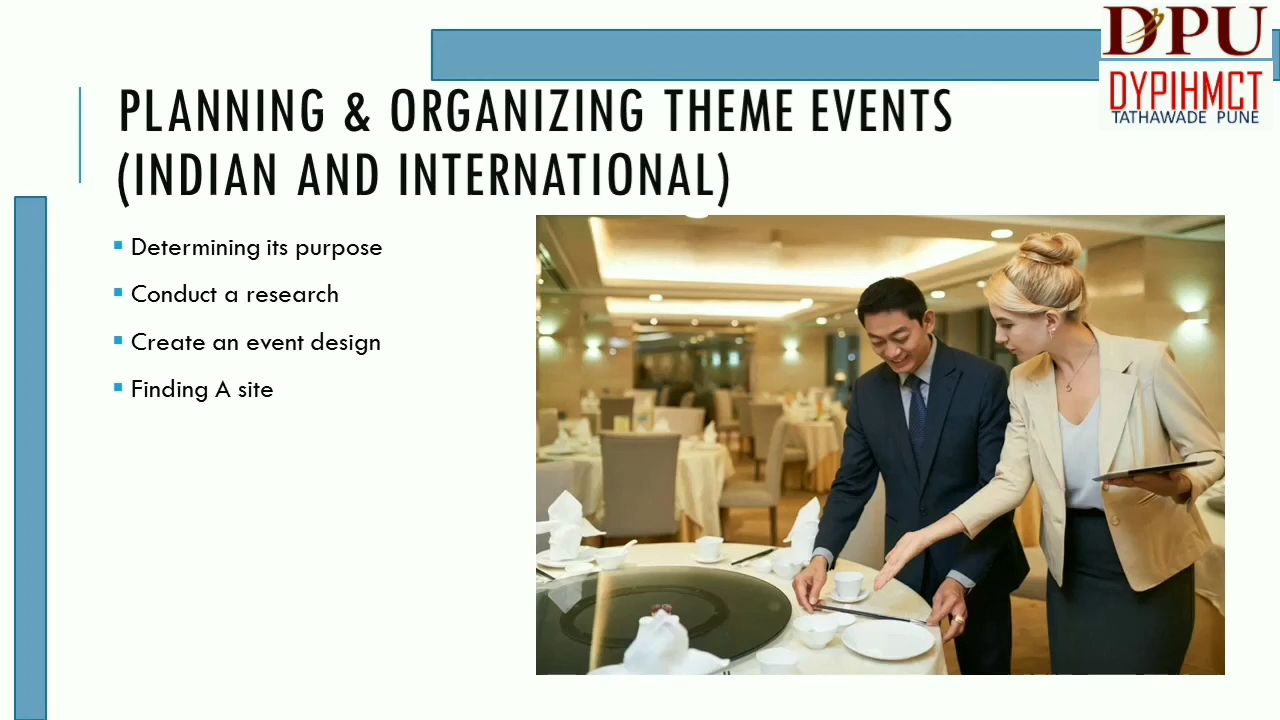 DPU
DYPIHMCT
TATHAWADE PUNE
PLANNING & ORGANIZING THEME EVENTS
(INDIAN AND INTERNATIONAL)
Determining its purpose
Conduct a research
Create an event design
Finding A site